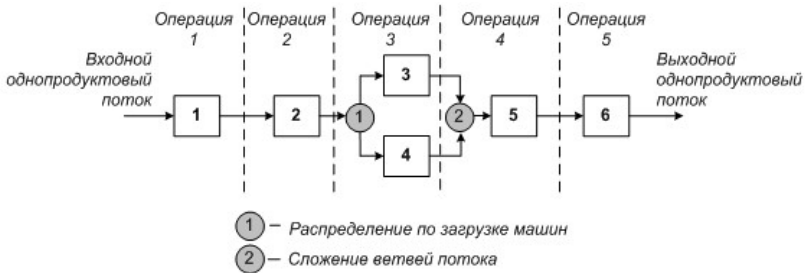 Операция 1
Операция 2
Операция 3
Операция 4
Операция 5
Входной
однопродуктовый
поток
Выходной
однопродуктовый
поток
1
2
1
3
4
2
5
6
1 – Распределение по загрузке машин
2 – Сложение ветвей потока